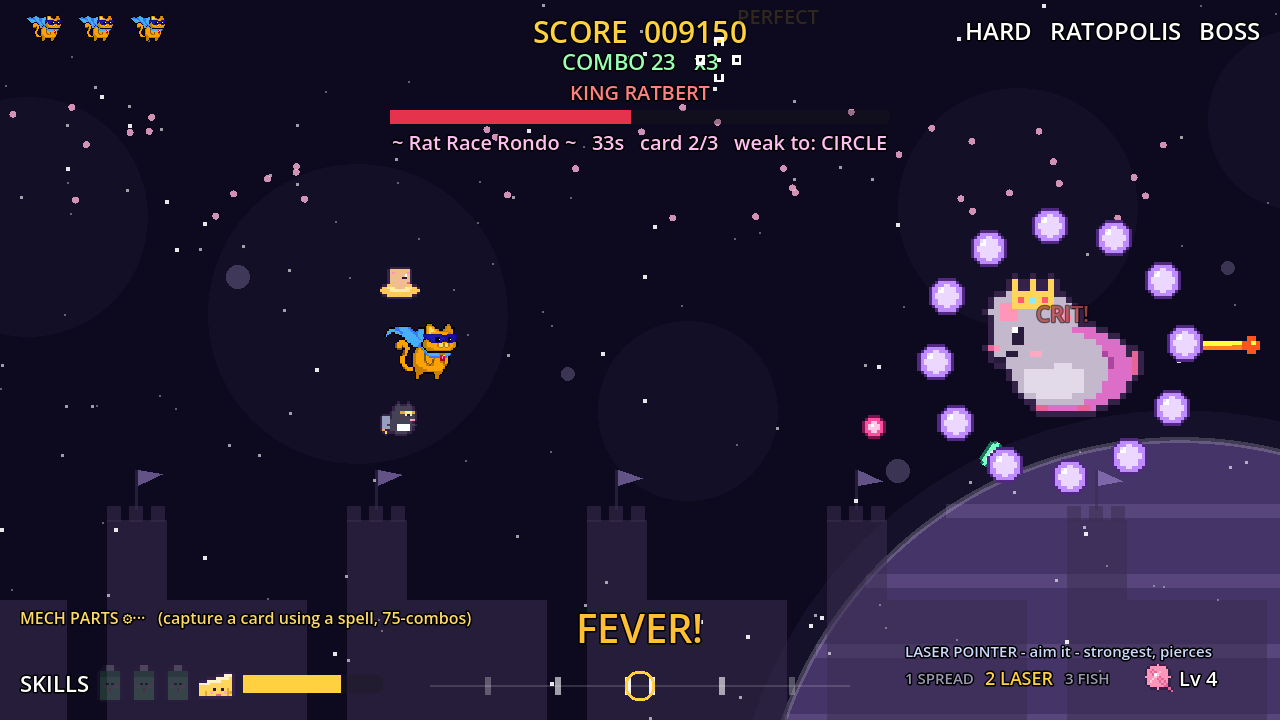 PERFECT
SCORE 009150
HARD RATOPOLIS BOSS
COMBO 23 x3
KING RATBERT
~ Rat Race Rondo ~ 33s card 2/3 weak to: CIRCLE
CRIT!
MECH PARTS ⚙·· (capture a card using a spell, 75-combos)
FEVER!
LASER POINTER - aim it - strongest, pierces
SKILLS
1 SPREAD 2 LASER 3 FISH
Lv 4